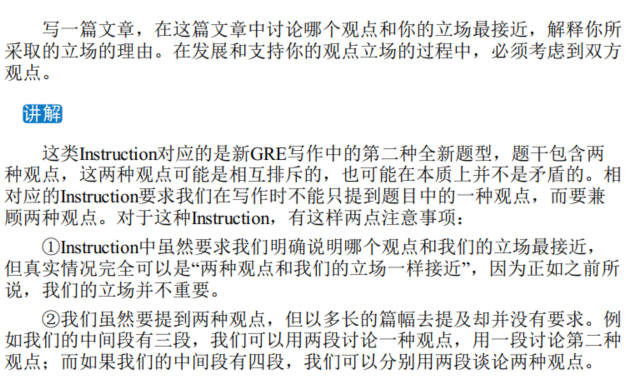 写一篇文章，在这篇文章中讨论哪个观点和你的立场最接近，解释你所
采取的立场的理由。在发展和支持你的观点立场的过程中，必须考虑到双方
观点。
讲解
这类Instruction对应的是新GRE写作中的第二种全新题型，题干包含两
种观点，这两种观点可能是相互排斥的，也可能在本质上并不是矛盾的。相
对应的Instruction要求我们在写作时不能只提到题目中的一种观点，而要兼
顾两种观点。对于这种Instruction，有这样两点注意事项：
①Instruction中虽然要求我们明确说明哪个观点和我们的立场最接近，
但真实情况完全可以是“两种观点和我们的立场一样接近”，因为正如之前所
说，我们的立场并不重要。
②我们虽然要提到两种观点，但以多长的篇幅去提及却并没有要求。例
如我们的中间段有三段，我们可以用两段讨论一种观点，用一段讨论第二种
观点；而如果我们的中间段有四段，我们可以分别用两段谈论两种观点。